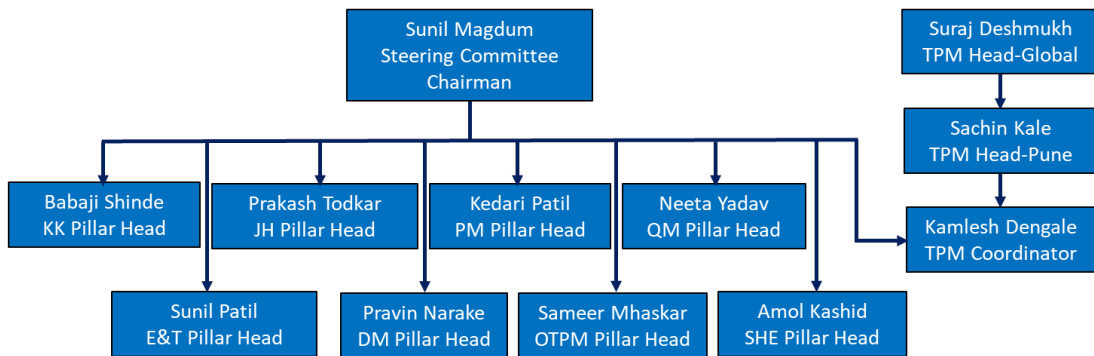 Sunil Magdum
Steering Committee
Chairman
Suraj Deshmukh
TPM Head-Global
Sachin Kale
TPM Head-Pune
Babaji Shinde
KK Pillar Head
Prakash Todkar
JH Pillar Head
Kedari Patil
PM Pillar Head
Neeta Yadav
QM Pillar Head
Kamlesh Dengale
TPM Coordinator
Sunil Patil
E&T Pillar Head
Pravin Narake
DM Pillar Head
Sameer Mhaskar
OTPM Pillar Head
Amol Kashid
SHE Pillar Head